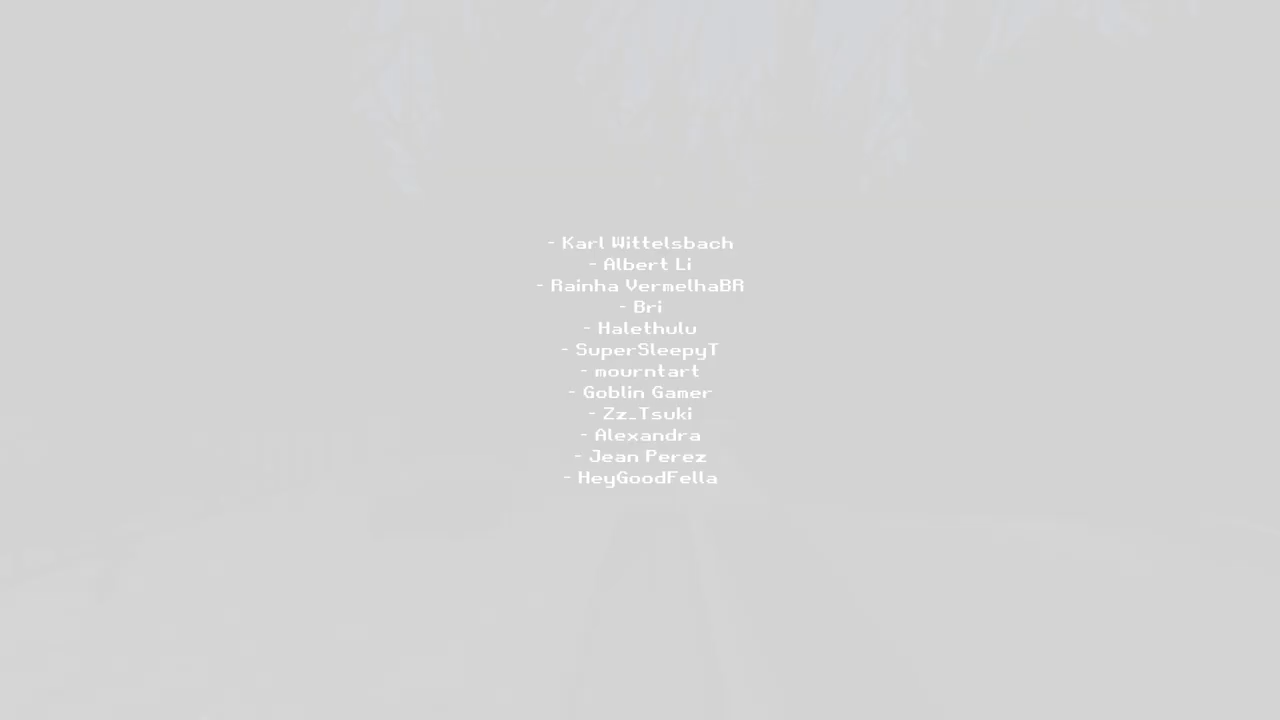 - Karl Wittelsbach
- Albert Li
- Rainha VermelhaBR
- Bri
- Halethulu
- SuperSleepyT
- mourntart
- Goblin Gamer
- Zz_Tsuki
- Alexandra
- Jean Perez
- HeyGoodFella